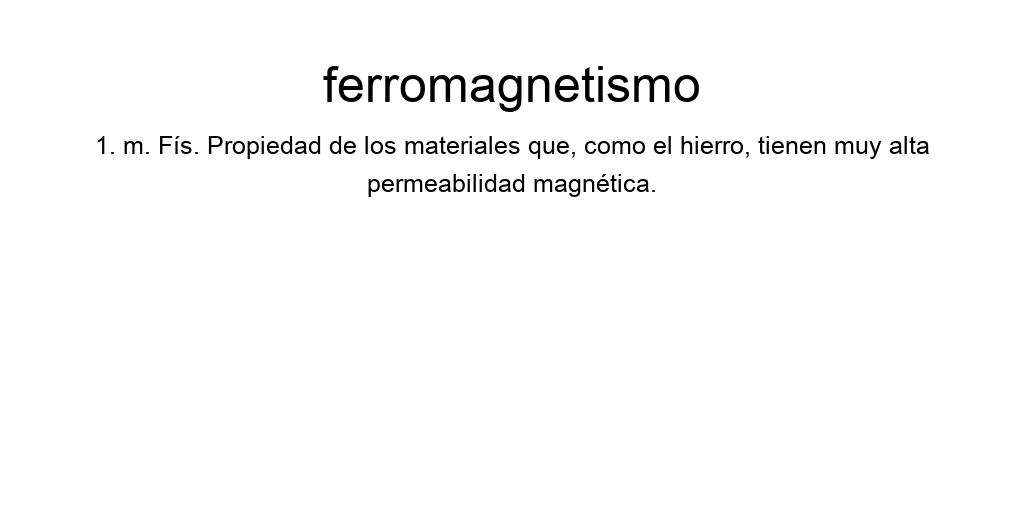 ferromagnetismo
1. m. Fís. Propiedad de los materiales que, como el hierro, tienen muy alta
permeabilidad magnética.